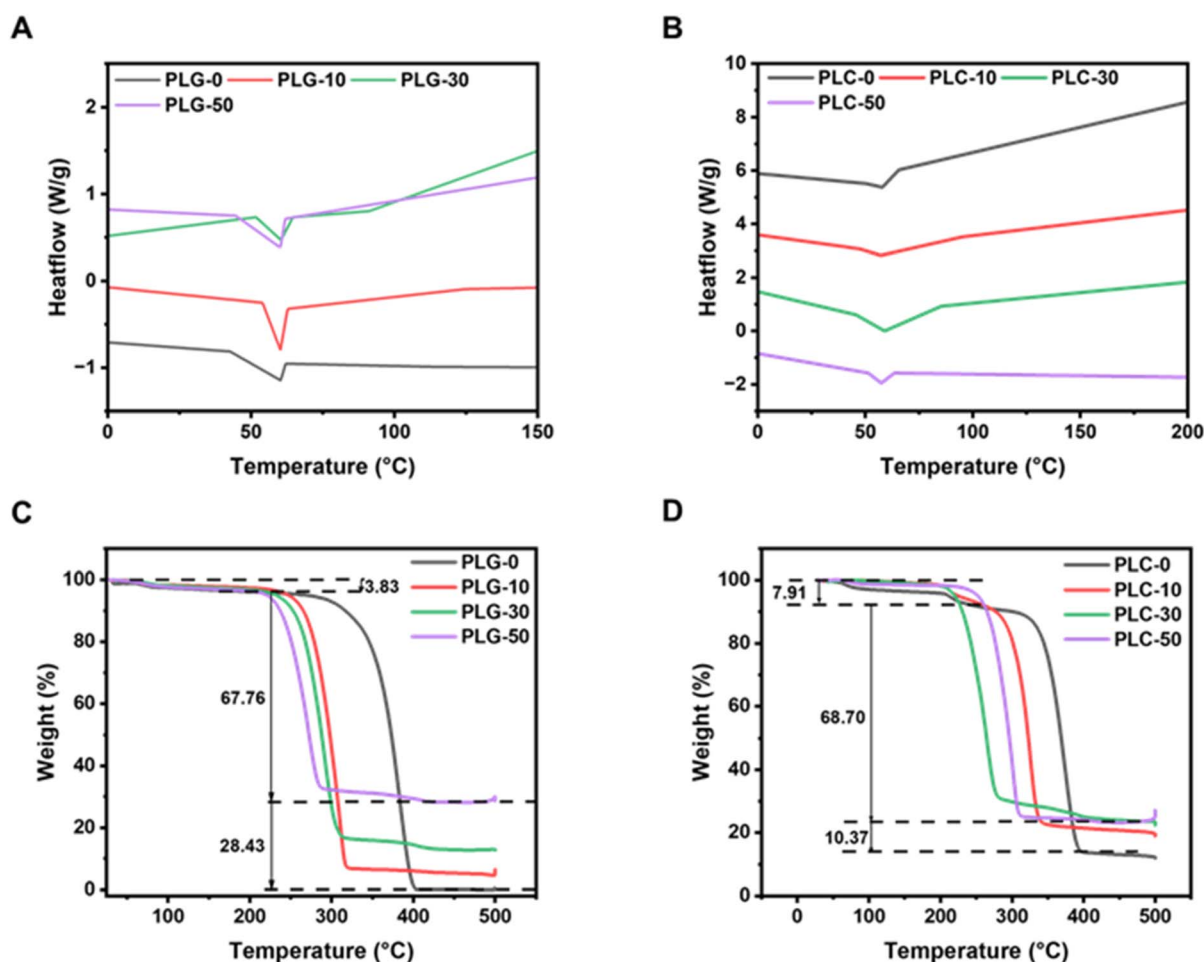 A
PLG-0 PLG-10 PLG-30
PLG-50
Heatflow (W/g)
2
1
0
−1
0 50 100 150
Temperature (°C)
B
PLC-0 PLC-10 PLC-30
PLC-50
Heatflow (W/g)
10
8
6
4
2
0
−2
0 50 100 150 200
Temperature (°C)
C
PLG-0
PLG-10
PLG-30
PLG-50
3.83
67.76
28.43
Weight (%)
100
80
60
40
20
0
100 200 300 400 500
Temperature (°C)
D
PLC-0
PLC-10
PLC-30
PLC-50
7.91
68.70
10.37
Weight (%)
100
80
60
40
20
0
0 100 200 300 400 500
Temperature (°C)